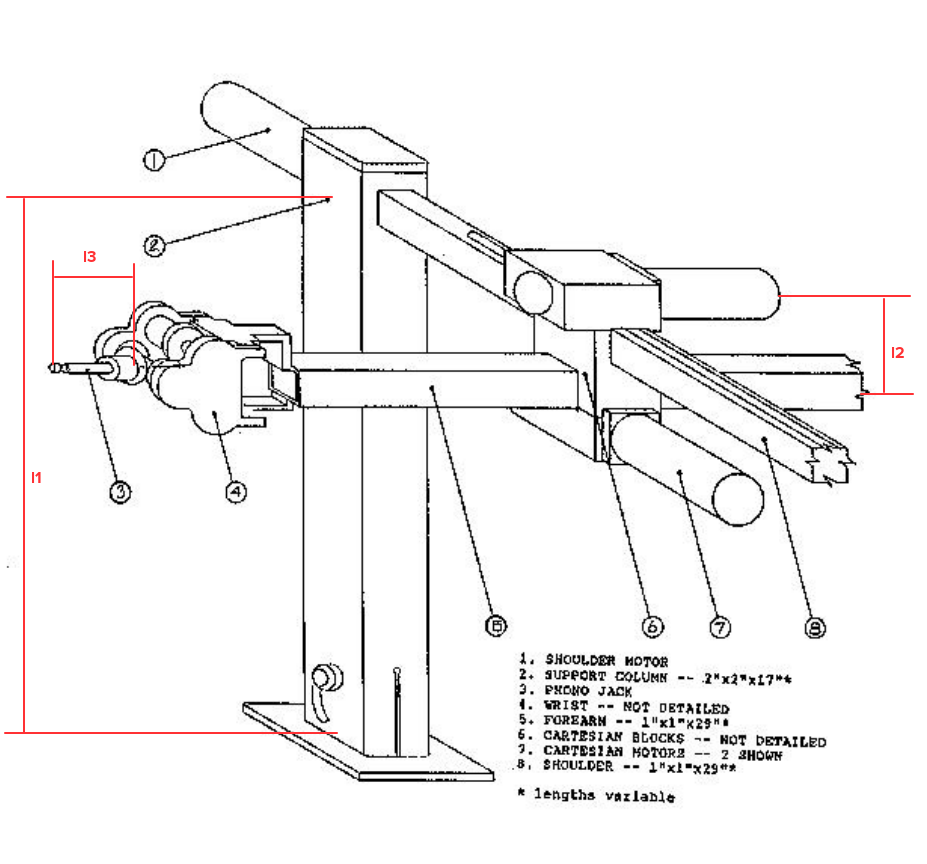 1
2
l3
l2
l1
3
4
5
6
7
8
1. SHOULDER MOTOR
2. SUPPORT COLUMN -- 2"x2"x17"*
3. PHONO JACK
4. WRIST -- NOT DETAILED
5. FOREARM -- 1"x1"x29"*
6. CARTESIAN BLOCKS -- NOT DETAILED
7. CARTESIAN MOTORS -- 2 SHOWN
8. SHOULDER -- 1"x1"x29"*
* lengths variable